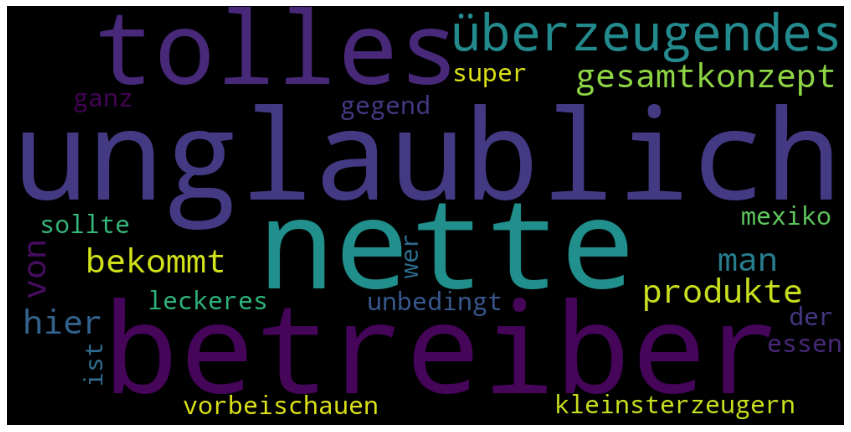 tolles
überzeugendes
super
gesamtkonzept
ganz
gegend
unglaublich
nette
sollte
mexiko
von
bekommt
wer
man
leckeres
unbedingt
produkte
hier
betreiber
der
ist
essen
vorbeischauen
kleinsterzeugern